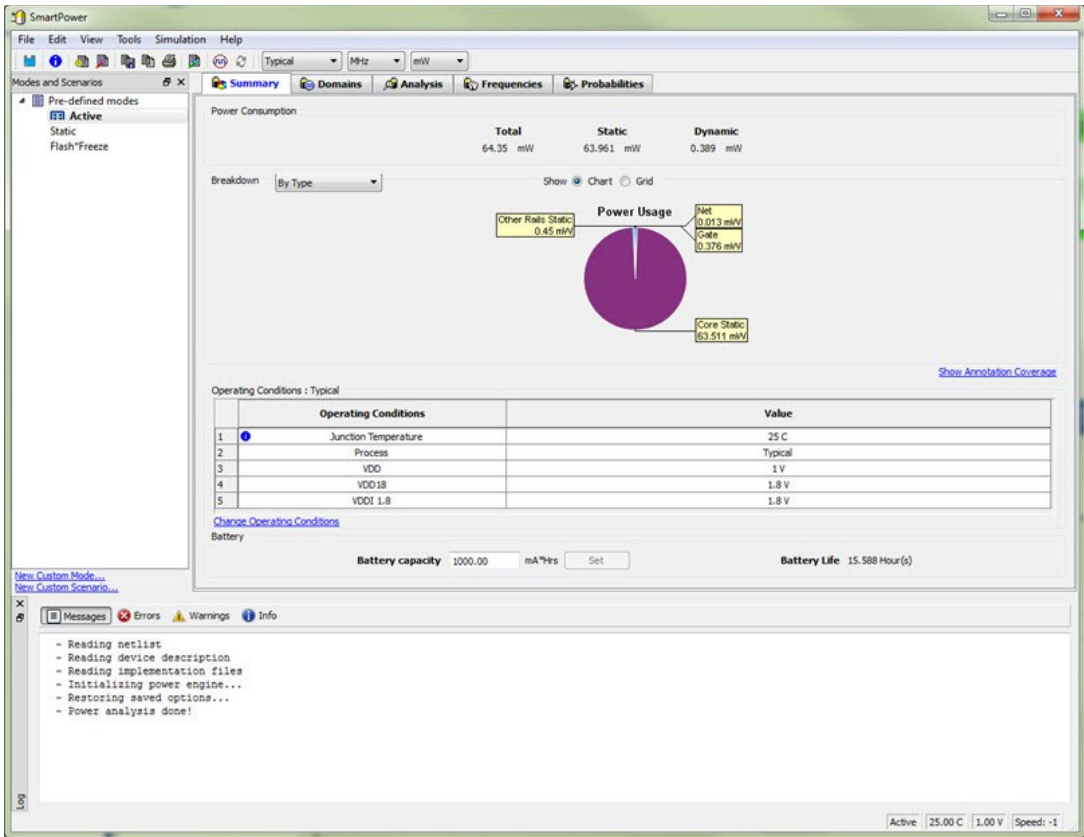 SmartPower
File Edit View Tools Simulation Help
Typical MHz mW
Modes and Scenarios
Pre-defined modes
Active
Static
Flash*Freeze
New Custom Mode...
New Custom Scenario...
Summary Domains Analysis Frequencies Probabilities
Power Consumption
Total Static Dynamic
64.35 mW 63.961 mW 0.389 mW
Breakdown By Type Show Chart Grid
Power Usage
Other Rails Static
0.45 mW
Net
0.013 mW
Gate
0.376 mW
Core Static
63.511 mW
Show Annotation Coverage
Operating Conditions : Typical
Operating Conditions Value
1 Junction Temperature 25 C
2 Process Typical
3 VDD 1 V
4 VDD18 1.8 V
5 VDDI 1.8 1.8 V
Change Operating Conditions
Battery
Battery capacity 1000.00 mA*Hrs Set Battery Life 15.588 Hour(s)
Messages Errors Warnings Info
- Reading netlist
- Reading device description
- Reading implementation files
- Initializing power engine...
- Restoring saved options...
- Power analysis done!
Log
Active 25.00 C 1.00 V Speed: -1